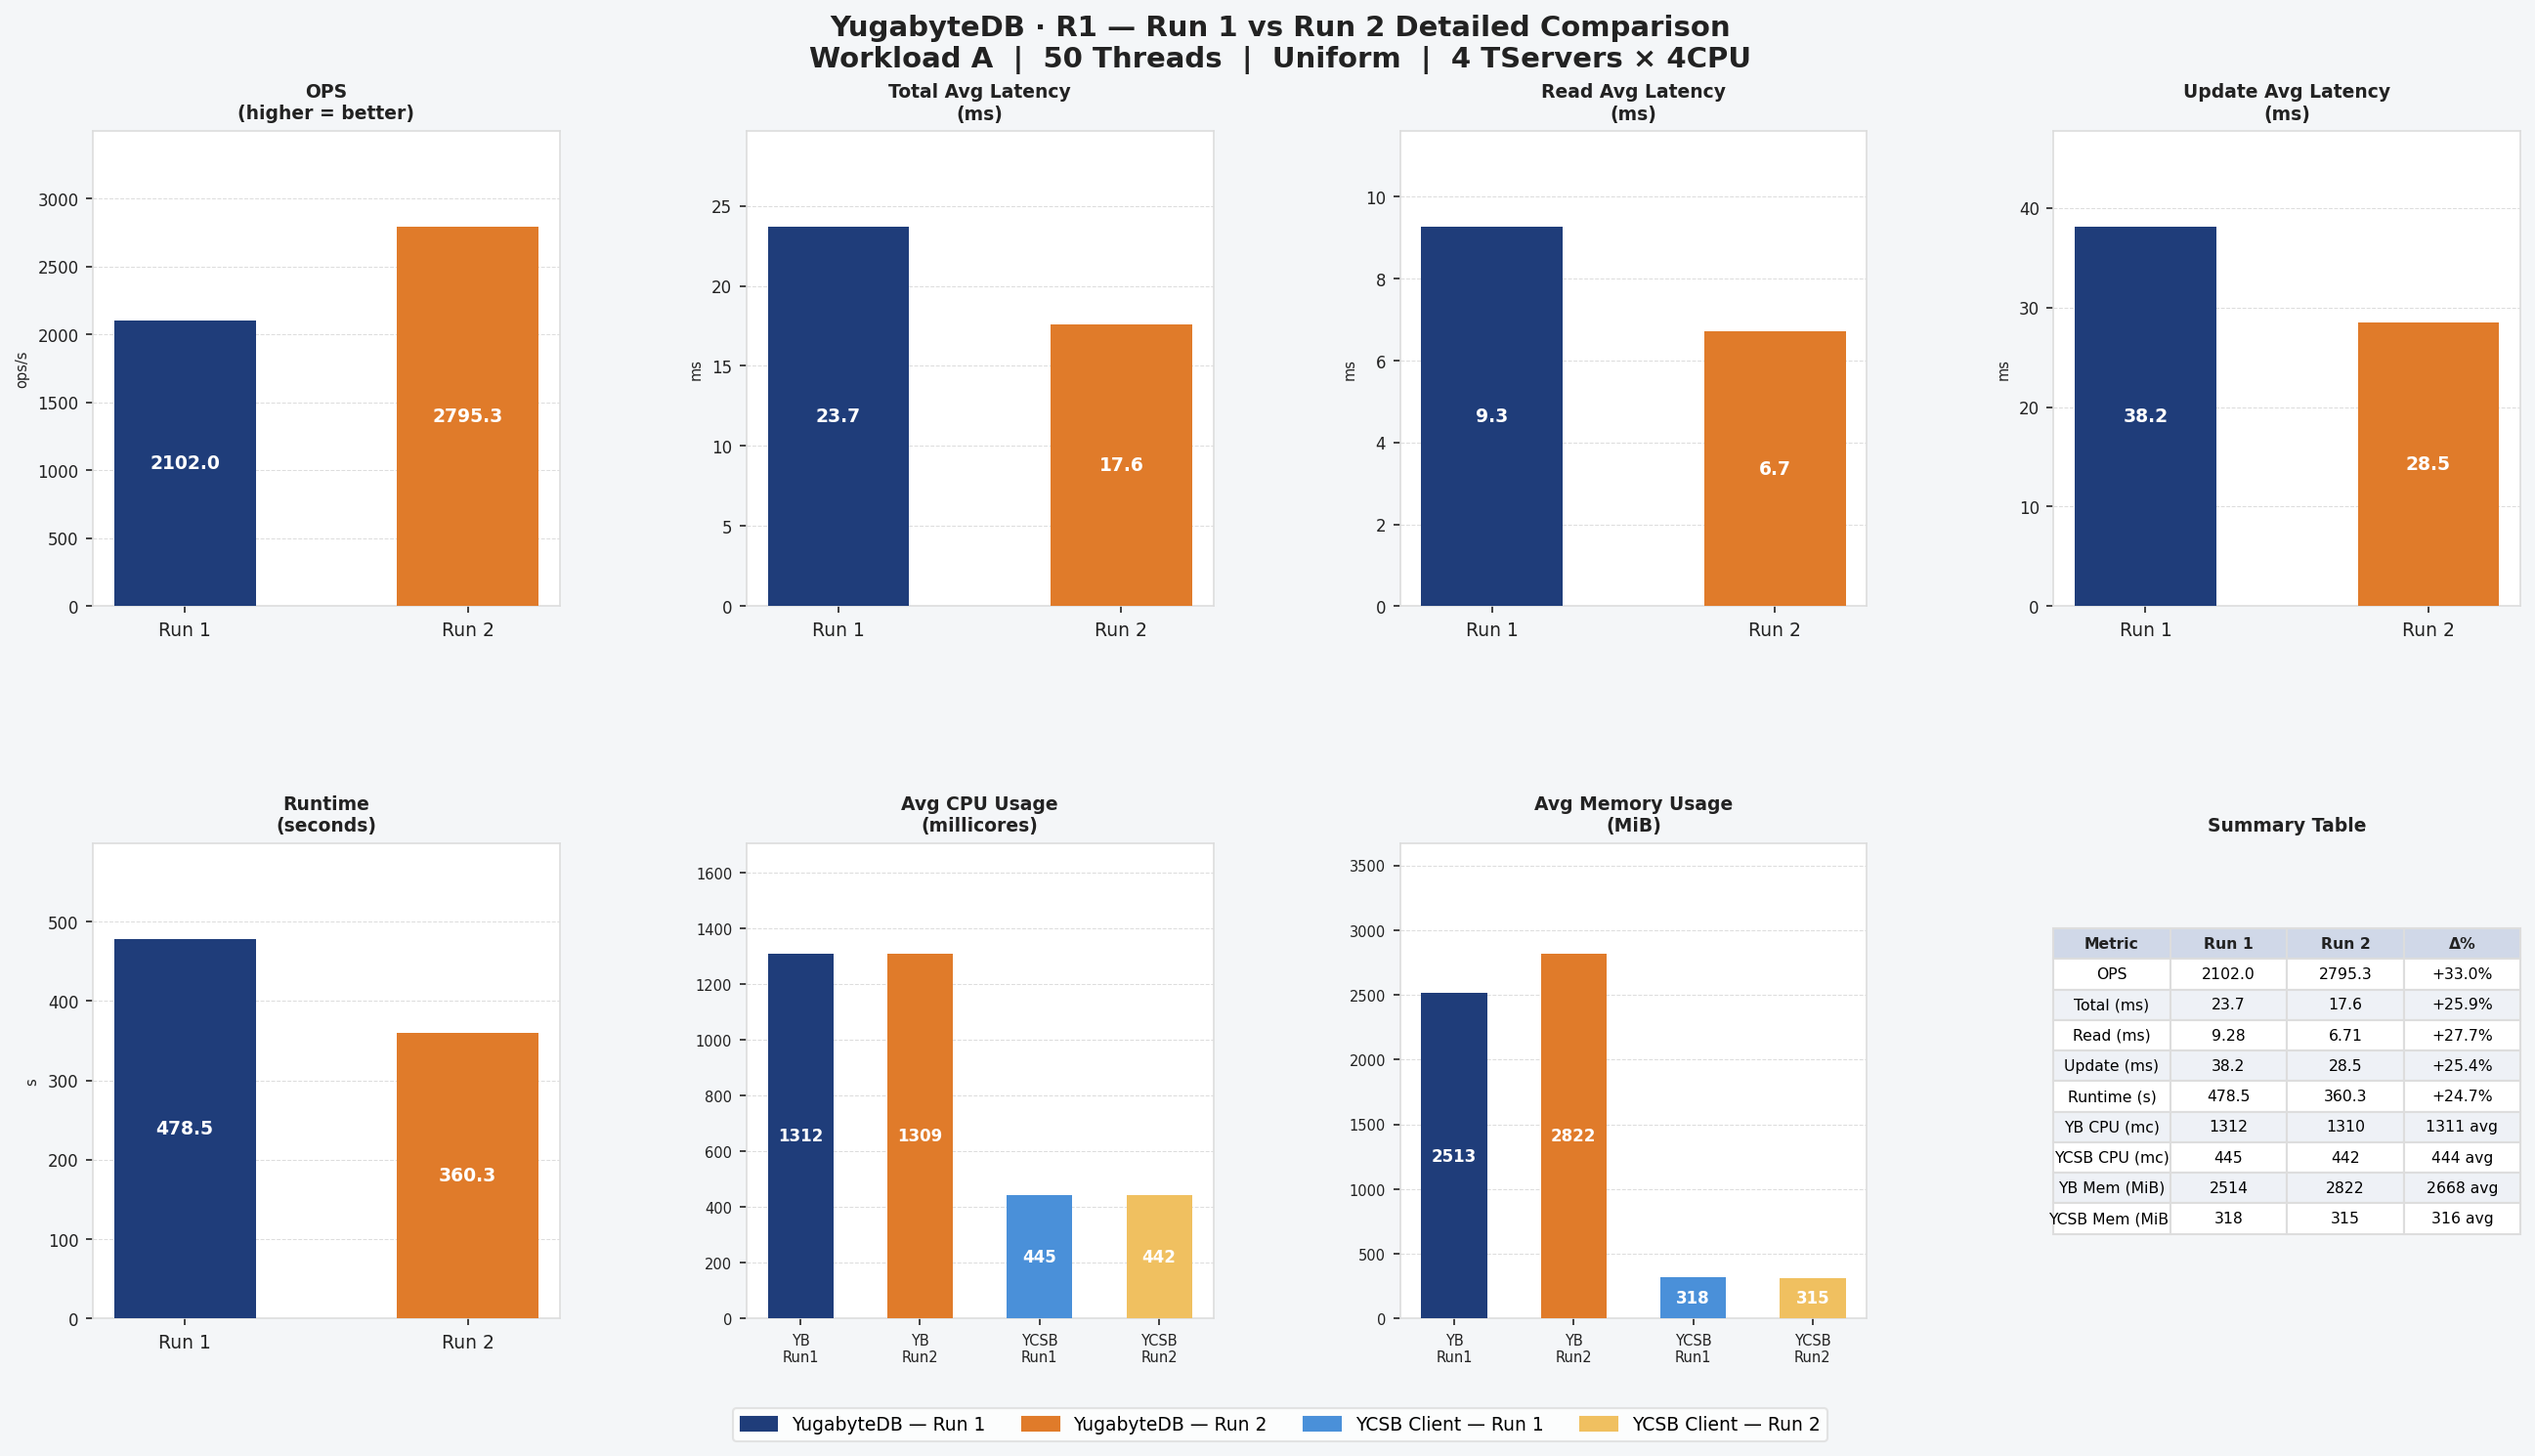 YugabyteDB · R1 — Run 1 vs Run 2 Detailed Comparison
Workload A | 50 Threads | Uniform | 4 TServers × 4CPU
OPS
(higher = better)
ops/s
3000
2500
2000
1500
1000
500
0
2102.0
2795.3
Run 1
Run 2
Total Avg Latency
(ms)
ms
25
20
15
10
5
0
23.7
17.6
Run 1
Run 2
Read Avg Latency
(ms)
ms
10
8
6
4
2
0
9.3
6.7
Run 1
Run 2
Update Avg Latency
(ms)
ms
40
30
20
10
0
38.2
28.5
Run 1
Run 2
Runtime
(seconds)
s
500
400
300
200
100
0
478.5
360.3
Run 1
Run 2
Avg CPU Usage
(millicores)
1600
1400
1200
1000
800
600
400
200
0
1312
1309
445
442
YB
Run1
YB
Run2
YCSB
Run1
YCSB
Run2
Avg Memory Usage
(MiB)
3500
3000
2500
2000
1500
1000
500
0
2513
2822
318
315
YB
Run1
YB
Run2
YCSB
Run1
YCSB
Run2
Summary Table
Metric Run 1 Run 2 Δ%
OPS 2102.0 2795.3 +33.0%
Total (ms) 23.7 17.6 +25.9%
Read (ms) 9.28 6.71 +27.7%
Update (ms) 38.2 28.5 +25.4%
Runtime (s) 478.5 360.3 +24.7%
YB CPU (mc) 1312 1310 1311 avg
YCSB CPU (mc) 445 442 444 avg
YB Mem (MiB) 2514 2822 2668 avg
YCSB Mem (MiB 318 315 316 avg
YugabyteDB — Run 1
YugabyteDB — Run 2
YCSB Client — Run 1
YCSB Client — Run 2